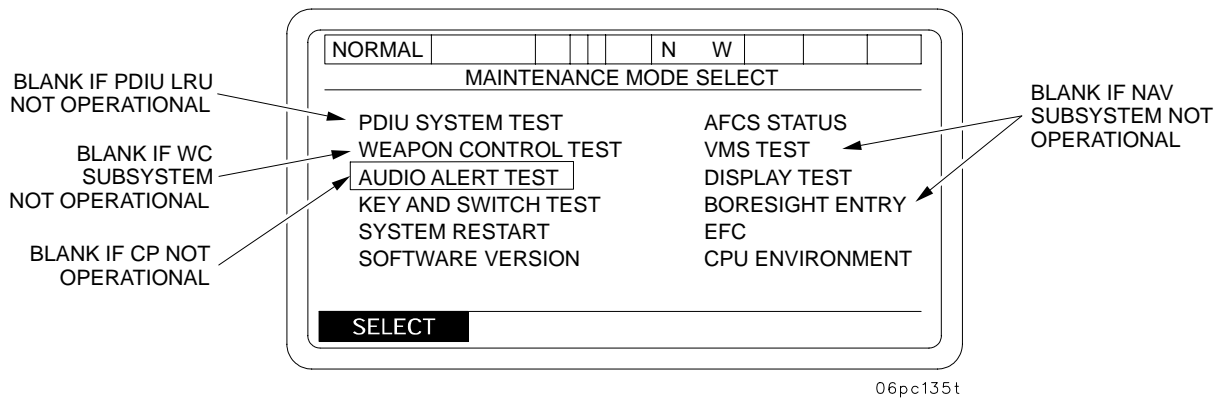 NORMAL N W
MAINTENANCE MODE SELECT
BLANK IF PDIU LRU
NOT OPERATIONAL
BLANK IF WC
SUBSYSTEM
NOT OPERATIONAL
BLANK IF CP NOT
OPERATIONAL
PDIU SYSTEM TEST
WEAPON CONTROL TEST
AUDIO ALERT TEST
KEY AND SWITCH TEST
SYSTEM RESTART
SOFTWARE VERSION
AFCS STATUS
VMS TEST
DISPLAY TEST
BORESIGHT ENTRY
EFC
CPU ENVIRONMENT
BLANK IF NAV
SUBSYSTEM NOT
OPERATIONAL
SELECT
06pc135t